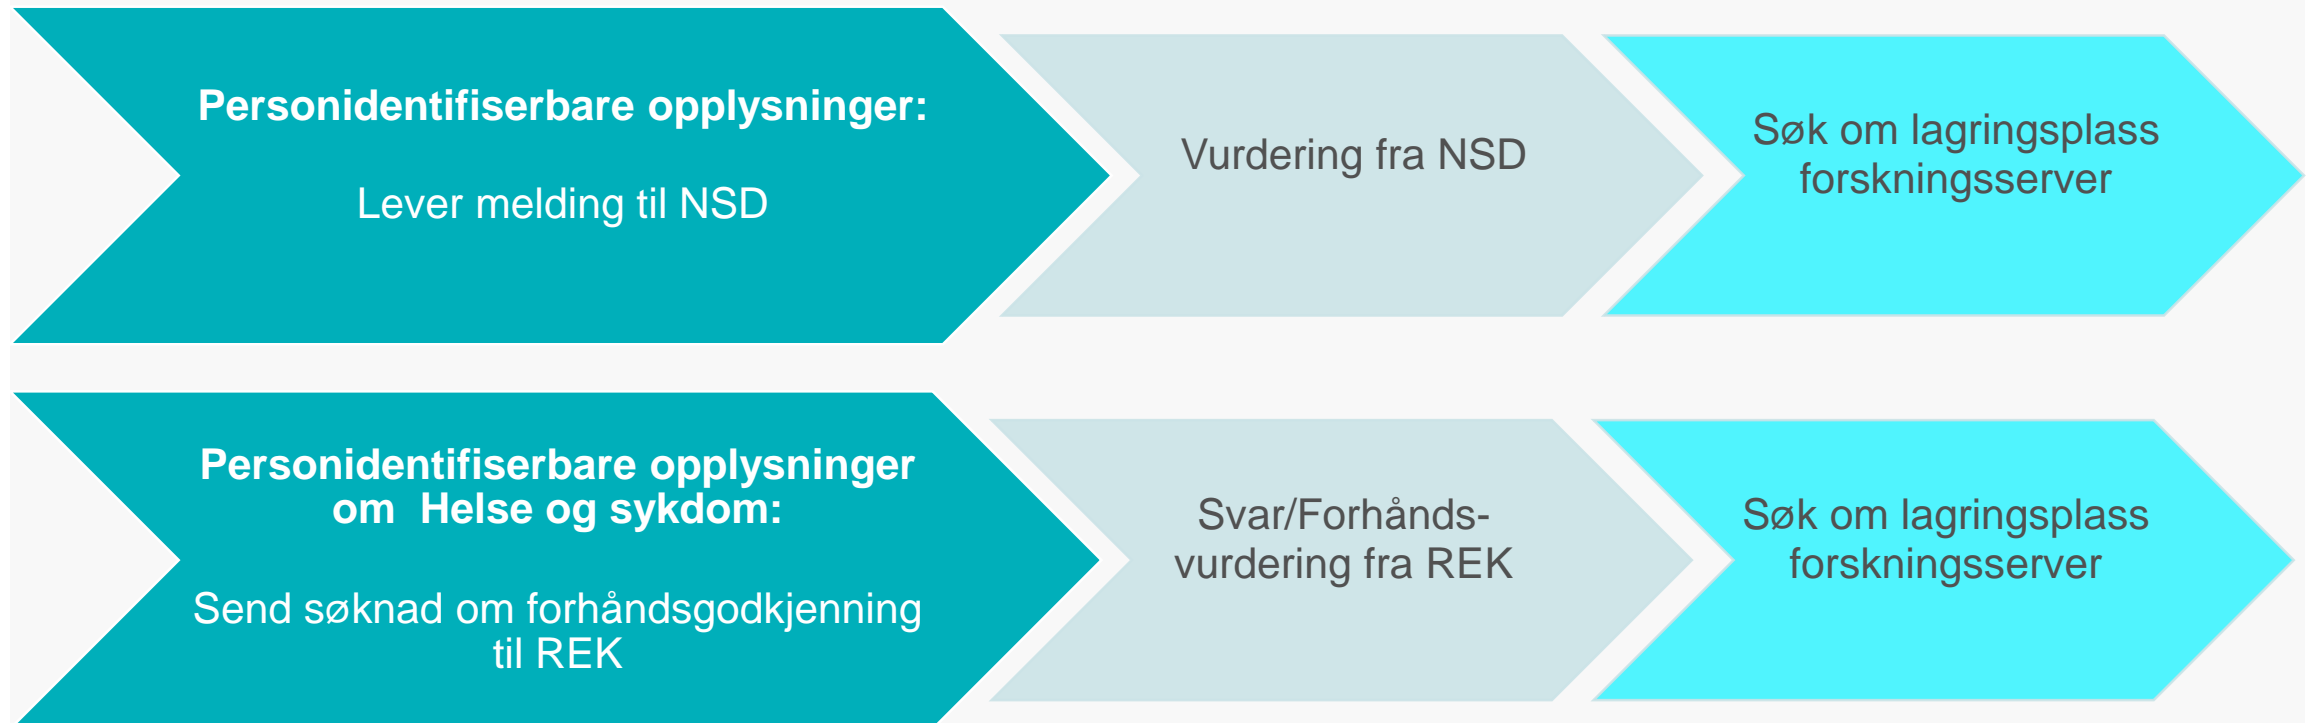 Personidentifiserbare opplysninger:
Lever melding til NSD
Vurdering fra NSD
Søk om lagringsplass
forskningsserver
Personidentifiserbare opplysninger
om  Helse og sykdom:
Send søknad om forhåndsgodkjenning
til REK
Svar/Forhånds-
vurdering fra REK
Søk om lagringsplass
forskningsserver